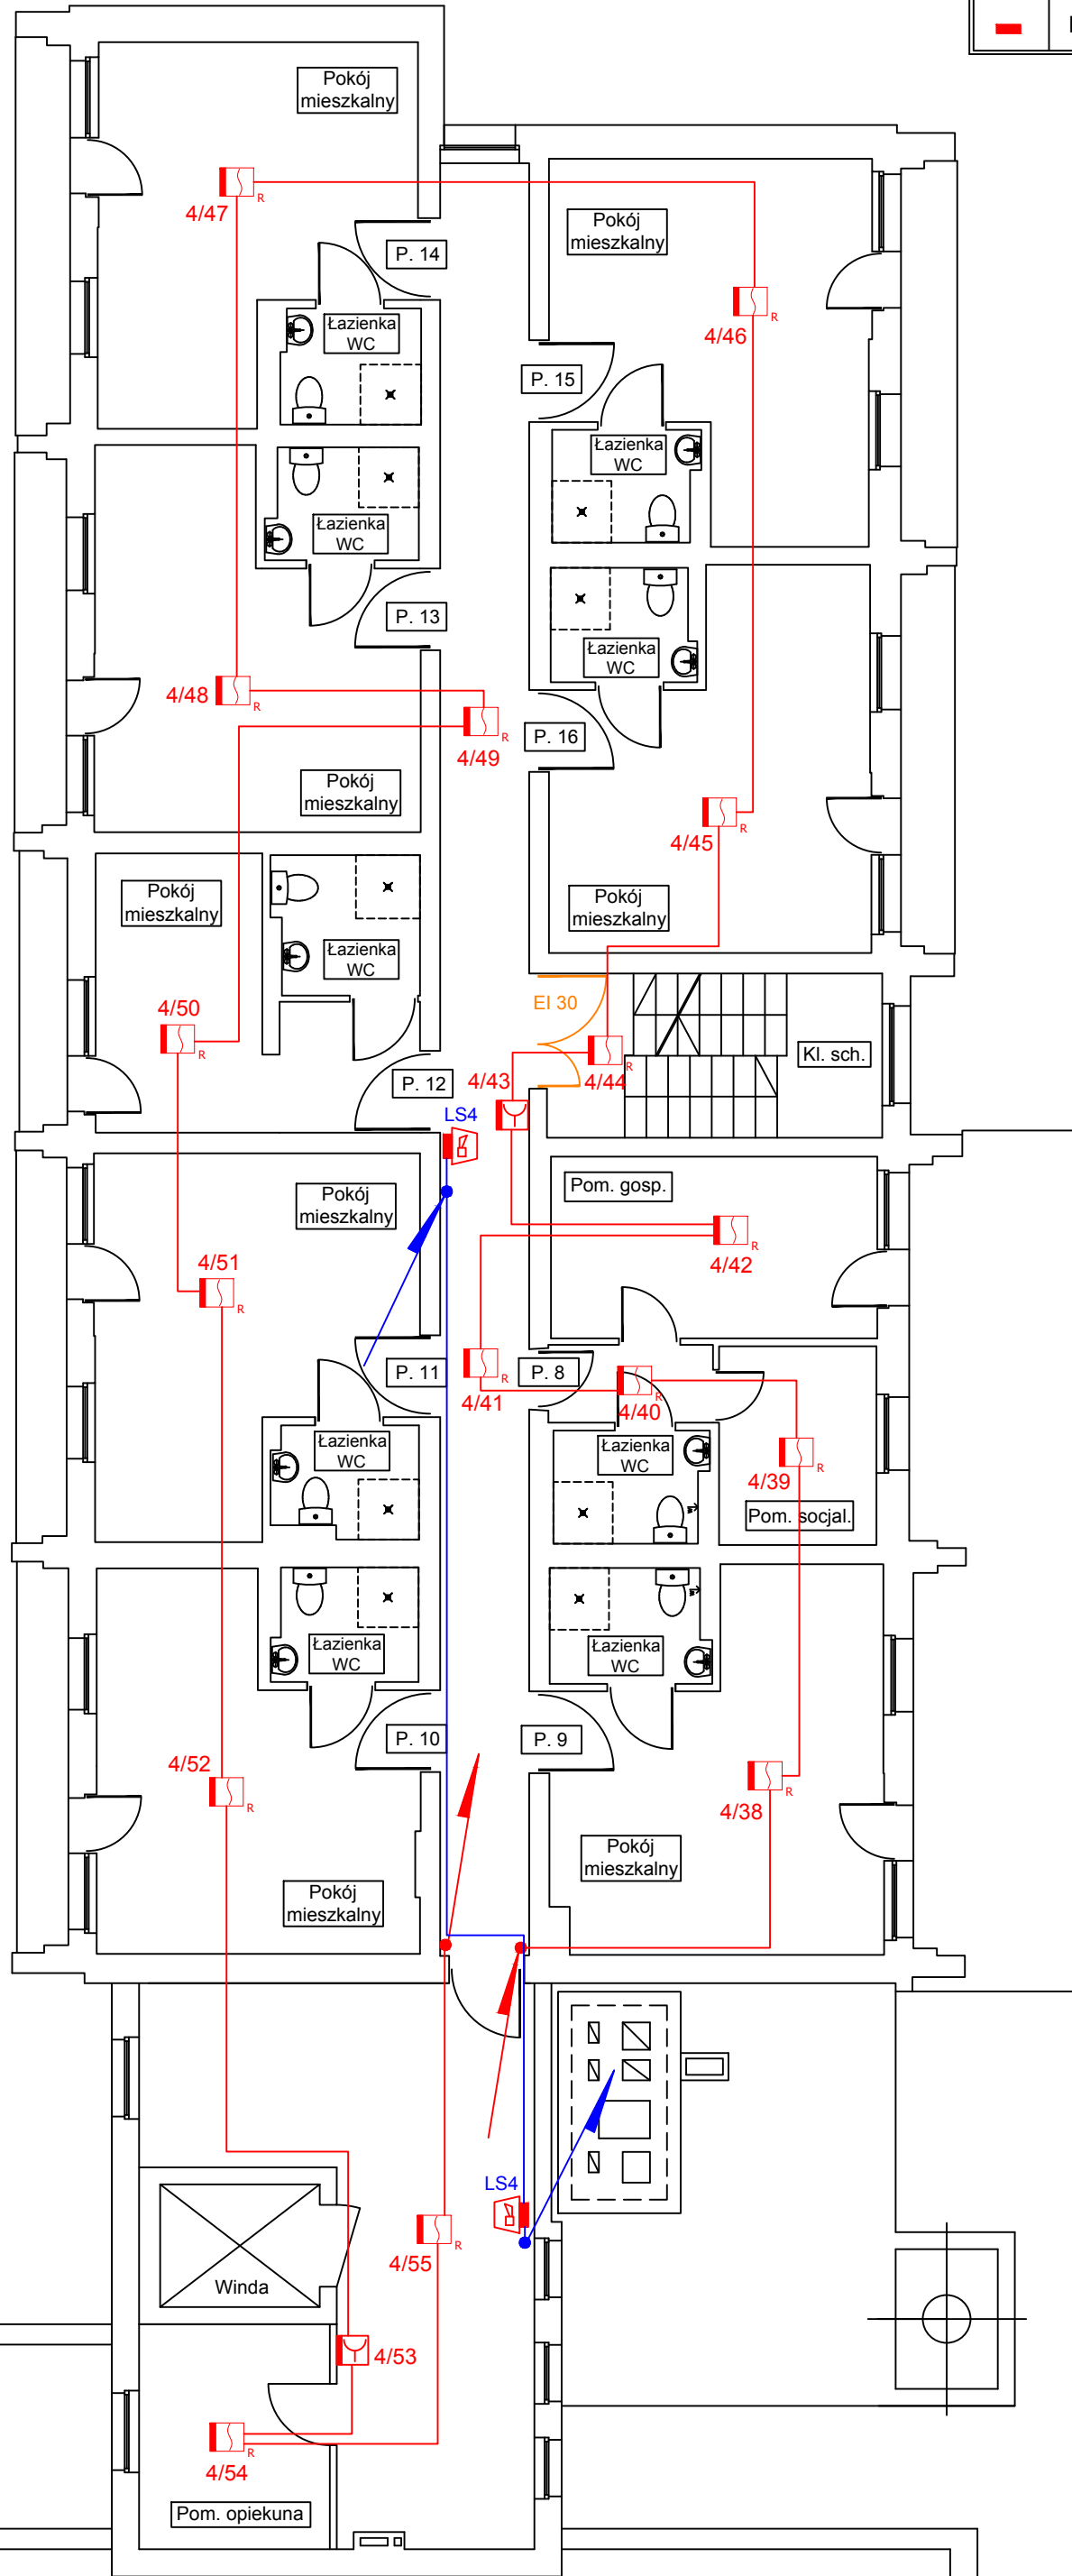 Pokój
mieszkalny
4/47
R
P. 14
Pokój
mieszkalny
4/46
R
Łazienka
WC
P. 15
Łazienka
WC
Łazienka
WC
P. 13
Łazienka
WC
4/48
R
4/49
R
P. 16
Pokój
mieszkalny
4/45
R
Pokój
mieszkalny
Pokój
mieszkalny
Łazienka
WC
4/50
R
EI 30
Kl. sch.
4/43
4/44
R
P. 12
LS4
Pokój
mieszkalny
Pom. gosp.
4/42
R
4/51
R
P. 11
4/41
R
P. 8
4/40
R
Łazienka
WC
Łazienka
WC
4/39
R
Pom. socjal.
Łazienka
WC
Łazienka
WC
P. 10
P. 9
4/52
R
4/38
R
Pokój
mieszkalny
Pokój
mieszkalny
LS4
4/55
R
Winda
4/53
4/54
R
Pom. opiekuna